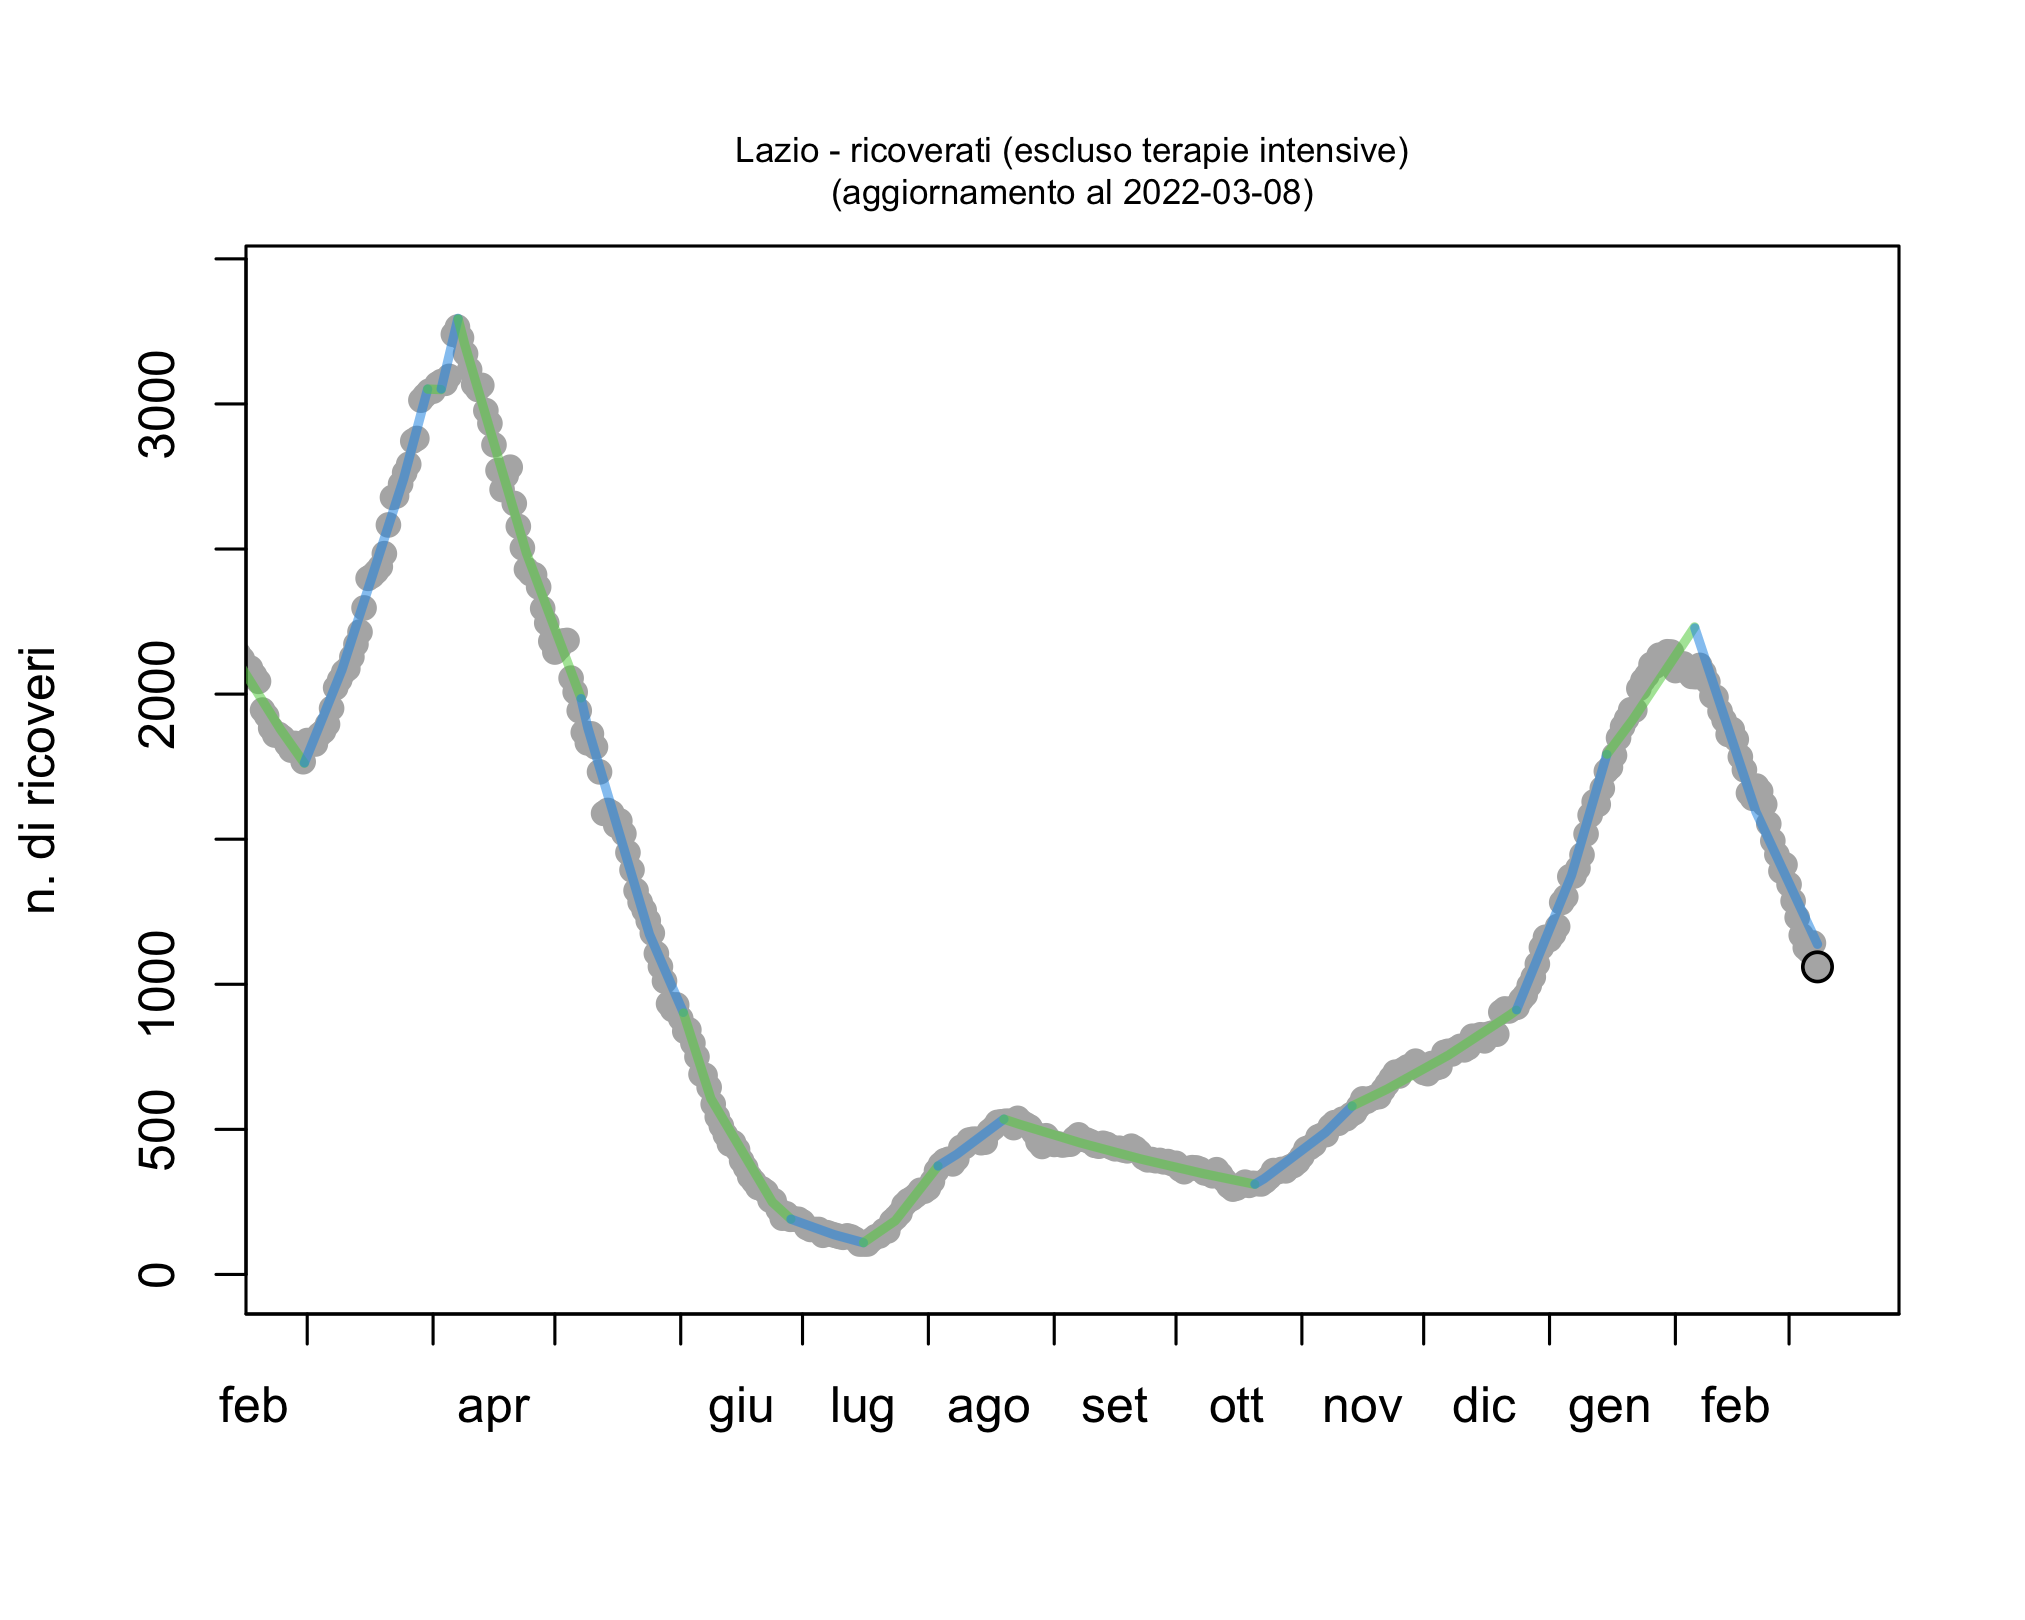 Lazio - ricoverati (escluso terapie intensive)
(aggiornamento al 2022-03-08)
n. di ricoveri
3000
2000
1000
500
0
feb apr giu lug ago set ott nov dic gen feb